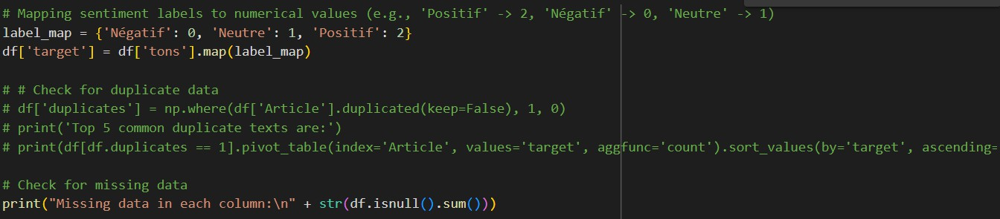 # Mapping sentiment labels to numerical values (e.g., 'Positif' -> 2, 'Négatif' -> 0, 'Neutre' -> 1)
label_map = {'Négatif': 0, 'Neutre': 1, 'Positif': 2}
df['target'] = df['tons'].map(label_map)
# # Check for duplicate data
# df['duplicates'] = np.where(df['Article'].duplicated(keep=False), 1, 0)
# print('Top 5 common duplicate texts are:')
# print(df[df.duplicates == 1].pivot_table(index='Article', values='target', aggfunc='count').sort_values(by='target', ascending=
# Check for missing data
print("Missing data in each column:\n" + str(df.isnull().sum()))